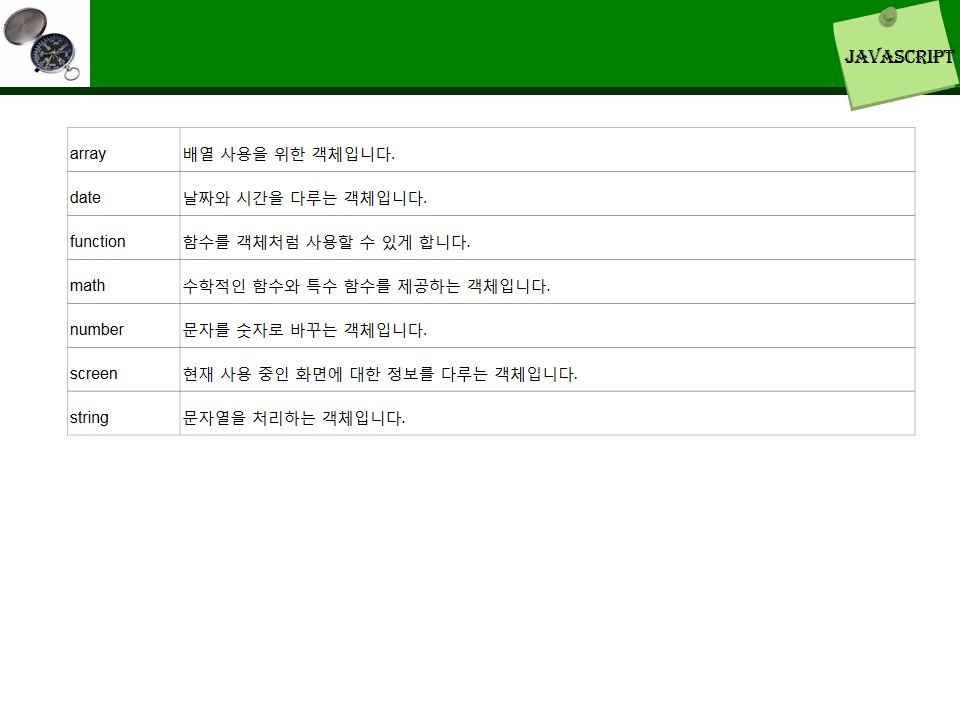 JAVASCRIPT
array 배열 사용을 위한 객체입니다.
date 날짜와 시간을 다루는 객체입니다.
function 함수를 객체처럼 사용할 수 있게 합니다.
math 수학적인 함수와 특수 함수를 제공하는 객체입니다.
number 문자를 숫자로 바꾸는 객체입니다.
screen 현재 사용 중인 화면에 대한 정보를 다루는 객체입니다.
string 문자열을 처리하는 객체입니다.